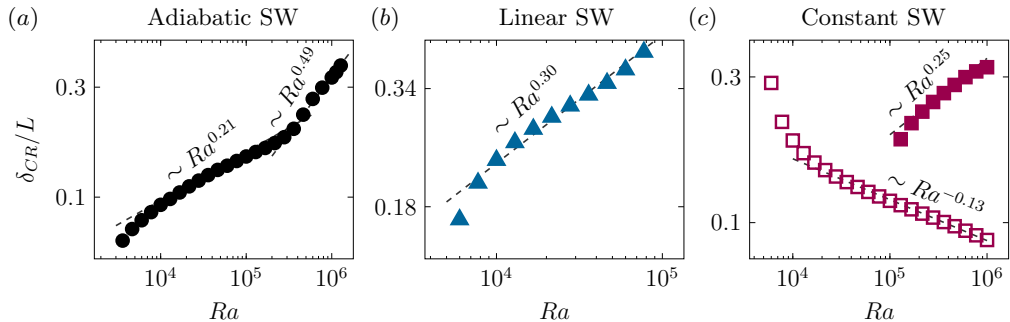 (a) Adiabatic SW
(b) Linear SW
(c) Constant SW
δ_{CR}/L
0.3
0.1
~ Ra^{0.21}
~ Ra^{0.49}
10^4
10^5
10^6
Ra
0.34
0.18
~ Ra^{0.30}
10^4
10^5
Ra
0.3
0.1
~ Ra^{0.25}
~ Ra^{-0.13}
10^4
10^5
10^6
Ra